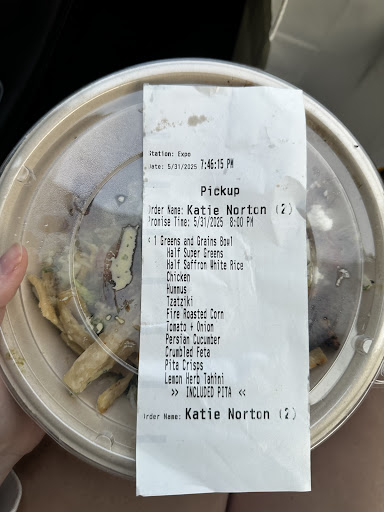 Station: Expo
Date: 5/31/2025 7:46:15 PM
Pickup
Order Name: Katie Norton (2)
Promise Time: 5/31/2025 8:00 PM
< 1 Greens and Grains Bowl
Half Super Greens
Half Saffron White Rice
Chicken
Hummus
Tzatziki
Fire Roasted Corn
Tomato + Onion
Persian Cucumber
Crumbled Feta
Pita Crisps
Lemon Herb Tahini
>> INCLUDED PITA <<
Order Name: Katie Norton (2)